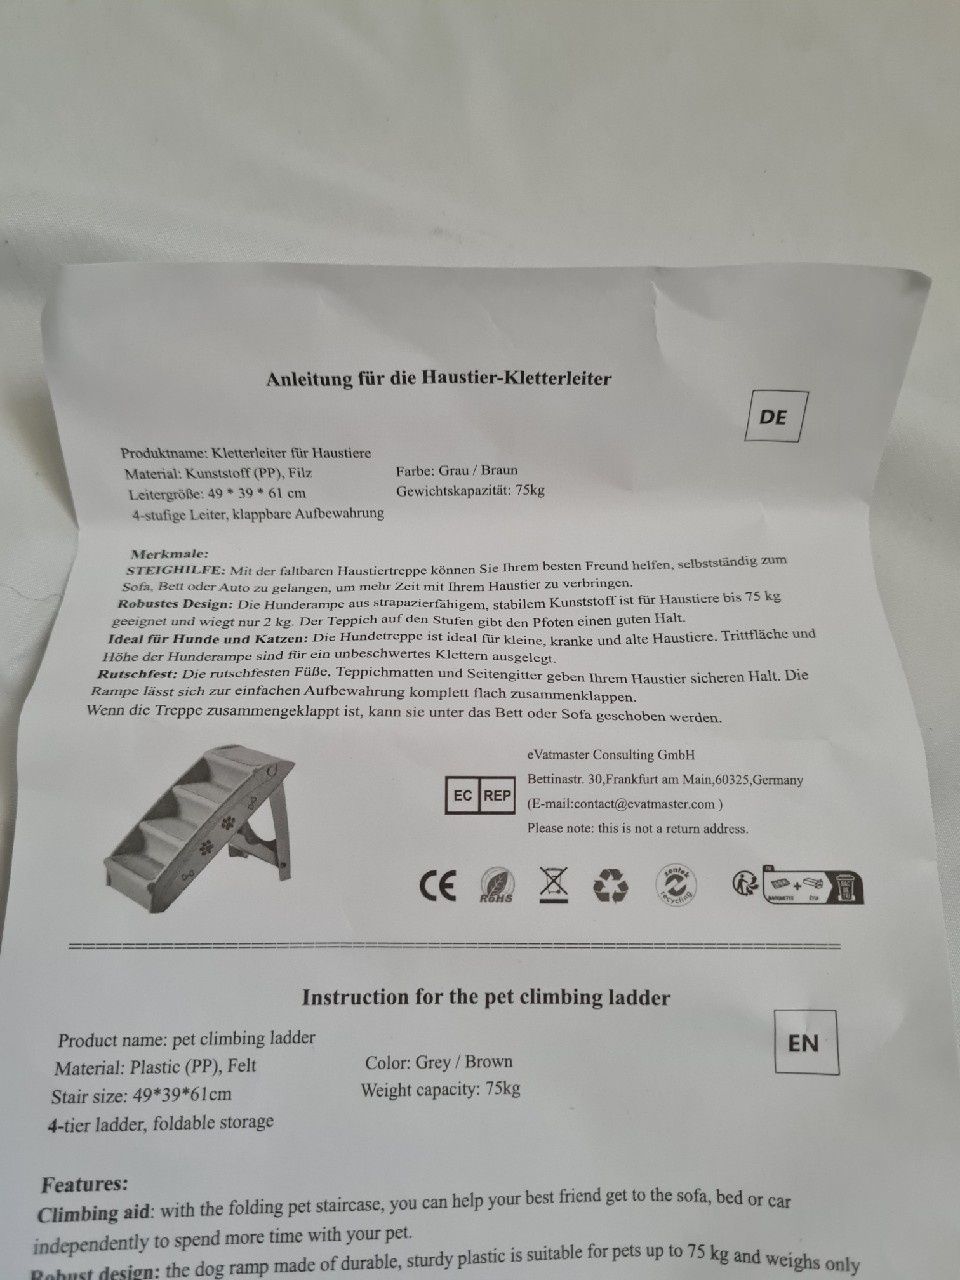 Anleitung für die Haustier-Kletterleiter
DE
Produktname: Kletterleiter für Haustiere
Material: Kunststoff (PP), Filz
Farbe: Grau / Braun
Leitergröße: 49 * 39 * 61 cm
Gewichtskapazität: 75kg
4-stufige Leiter, klappbare Aufbewahrung
Merkmale:
STEIGHILFE: Mit der faltbaren Haustiertreppe können Sie Ihrem besten Freund helfen, selbstständig zum
Sofa, Bett oder Auto zu gelangen, um mehr Zeit mit Ihrem Haustier zu verbringen.
Robustes Design: Die Hunderampe aus strapazierfähigem, stabilem Kunststoff ist für Haustiere bis 75 kg
geeignet und wiegt nur 2 kg. Der Teppich auf den Stufen gibt den Pfoten einen guten Halt.
Ideal für Hunde und Katzen: Die Hundetreppe ist ideal für kleine, kranke und alte Haustiere. Trittfläche und
Höhe der Hunderampe sind für ein unbeschwertes Klettern ausgelegt.
Rutschfest: Die rutschfesten Füße, Teppichmatten und Seitengitter geben Ihrem Haustier sicheren Halt. Die
Rampe lässt sich zur einfachen Aufbewahrung komplett flach zusammenklappen.
Wenn die Treppe zusammengeklappt ist, kann sie unter das Bett oder Sofa geschoben werden.
EC REP
eVatmaster Consulting GmbH
Bettinastr. 30,Frankfurt am Main,60325,Germany
(E-mail:contact@evatmaster.com )
Please note: this is not a return address.
CE
RoHS
zentek
recycling
Instruction for the pet climbing ladder
EN
Product name: pet climbing ladder
Material: Plastic (PP), Felt
Color: Grey / Brown
Stair size: 49*39*61cm
Weight capacity: 75kg
4-tier ladder, foldable storage
Features:
Climbing aid: with the folding pet staircase, you can help your best friend get to the sofa, bed or car
independently to spend more time with your pet.
Robust design: the dog ramp made of durable, sturdy plastic is suitable for pets up to 75 kg and weighs only